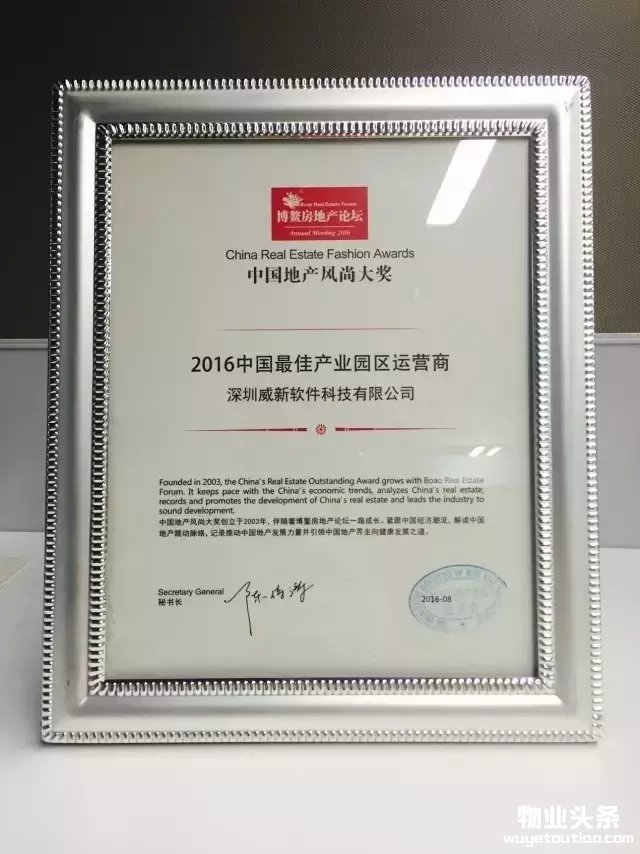 Boao Real Estate Forum
博鳌房地产论坛
Annual Meeting 2016
China Real Estate Fashion Awards
中国地产风尚大奖
2016中国最佳产业园区运营商
深圳威新软件科技有限公司
Founded in 2003, the China's Real Estate Outstanding Award grows with Boao Real Estate
Forum. It keeps pace with the China's economic trends, analyzes China's real estate,
records and promotes the development of China's real estate and leads the industry to
sound development.
中国地产风尚大奖创立于2003年，伴随着博鳌房地产论坛一路成长。紧跟中国经济潮流，解读中国
地产跳动脉络，记录推动中国地产发展力量并引领中国地产界走向健康发展之道。
Secretary General
秘书长
2016-08
物业头条
wuyetoutiao.com